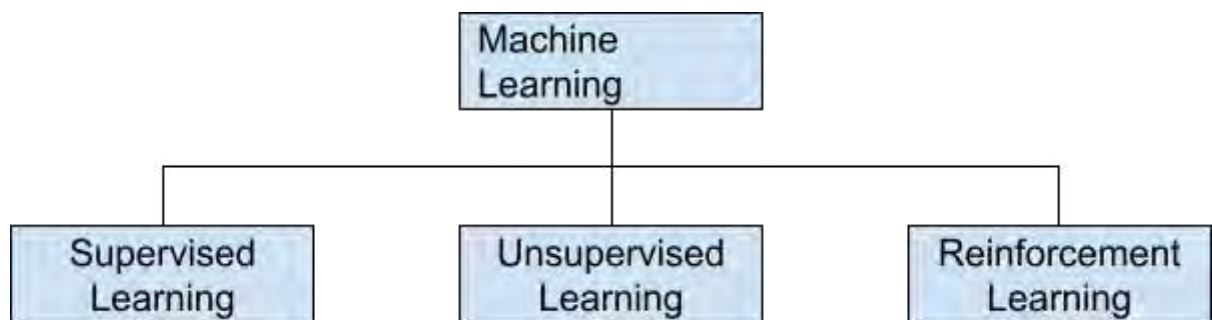 Machine
Learning
Supervised
Learning
Unsupervised
Learning
Reinforcement
Learning